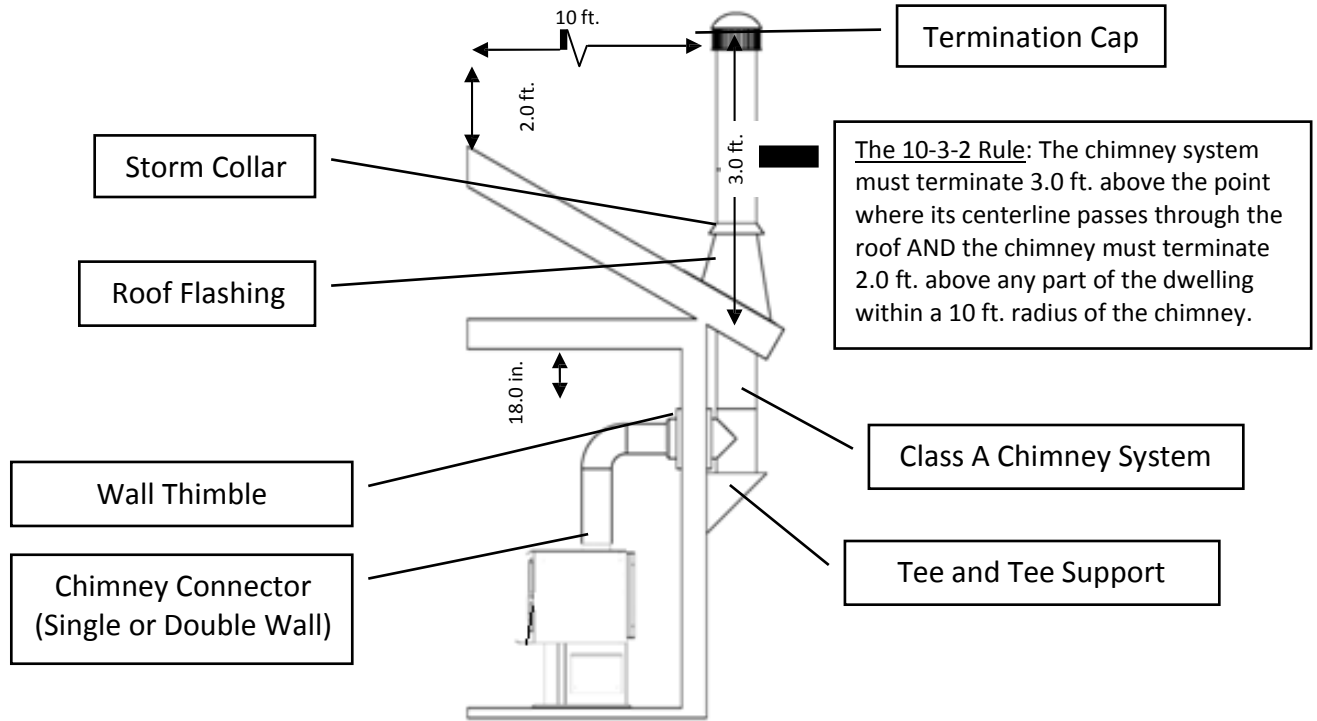 10 ft.
Termination Cap
2.0 ft.
Storm Collar
3.0 ft.
The 10-3-2 Rule: The chimney system
must terminate 3.0 ft. above the point
where its centerline passes through the
roof AND the chimney must terminate
2.0 ft. above any part of the dwelling
within a 10 ft. radius of the chimney.
Roof Flashing
18.0 in.
Class A Chimney System
Wall Thimble
Tee and Tee Support
Chimney Connector
(Single or Double Wall)